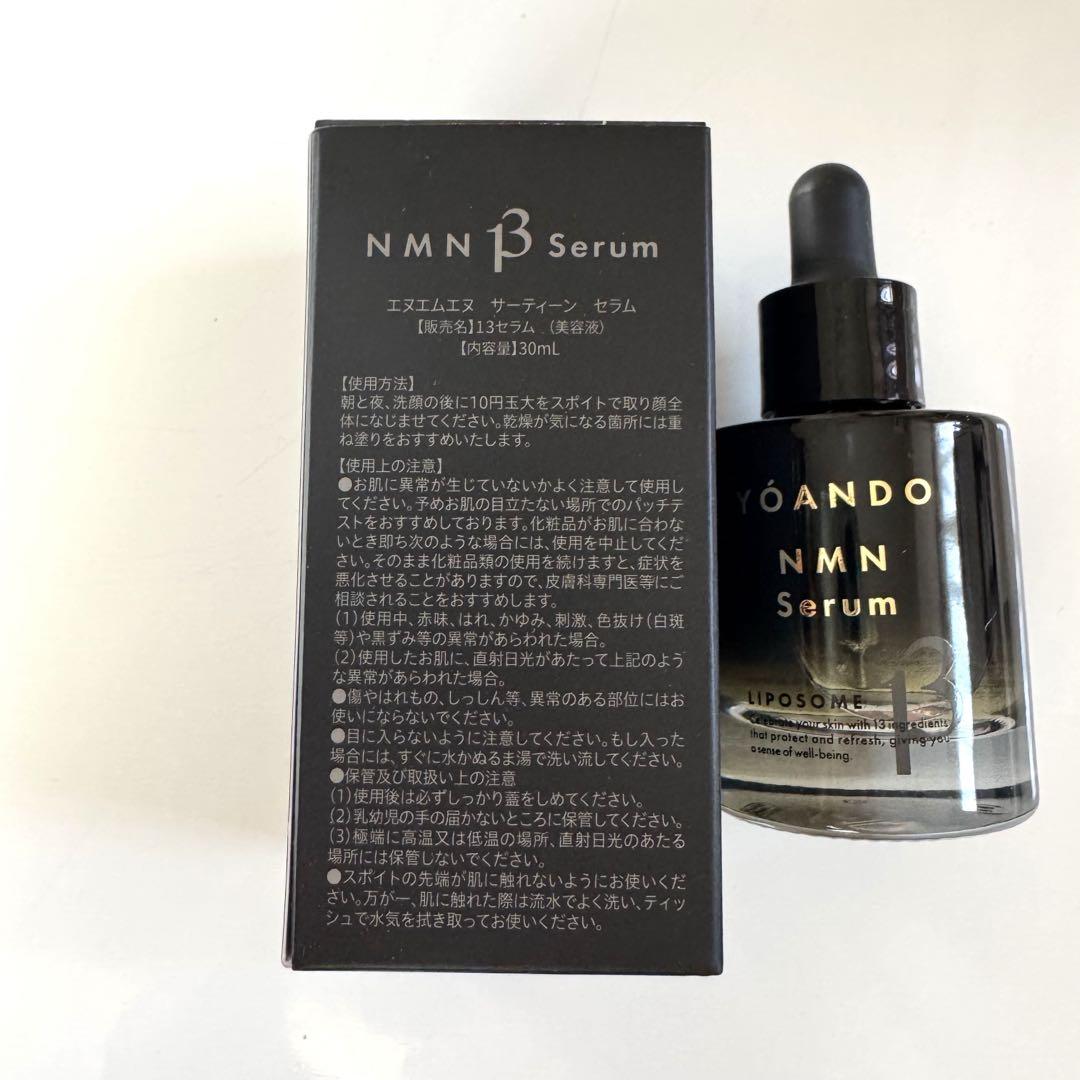 NMN 13 Serum
エヌエムエヌ サーティーン セラム
【販売名】13セラム （美容液）
【内容量】30mL
【使用方法】
朝と夜、洗顔の後に10円玉大をスポイトで取り顔全
体になじませてください。乾燥が気になる箇所には重
ね塗りをおすすめいたします。
【使用上の注意】
●お肌に異常が生じていないかよく注意して使用し
てください。予めお肌の目立たない場所でのパッチテ
ストをおすすめしております。化粧品がお肌に合わな
いとき即ち次のような場合には、使用を中止してくだ
さい。そのまま化粧品類の使用を続けますと、症状を
悪化させることがありますので、皮膚科専門医等にご
相談されることをおすすめします。
(1)使用中、赤味、はれ、かゆみ、刺激、色抜け(白斑
等)や黒ずみ等の異常があらわれた場合。
(2)使用したお肌に、直射日光があたって上記のよう
な異常があらわれた場合。
●傷やはれもの、しっしん等、異常のある部位にはお
使いにならないでください。
●目に入らないように注意してください。もし入った
場合には、すぐに水かぬるま湯で洗い流してください。
●保管及び取扱い上の注意
(1)使用後は必ずしっかり蓋をしめてください。
(2)乳幼児の手の届かないところに保管してください。
(3)極端に高温又は低温の場所、直射日光のあたる
場所には保管しないでください。
●スポイトの先端が肌に触れないようにお使いくだ
さい。万が一、肌に触れた際は流水でよく洗い、ティッ
シュで水気を拭き取ってお使いください。
YÓANDO
NMN
Serum
13
LIPOSOME
Celebrate your skin with 13 ingredients
that protect and refresh, giving you
a sense of well-being.